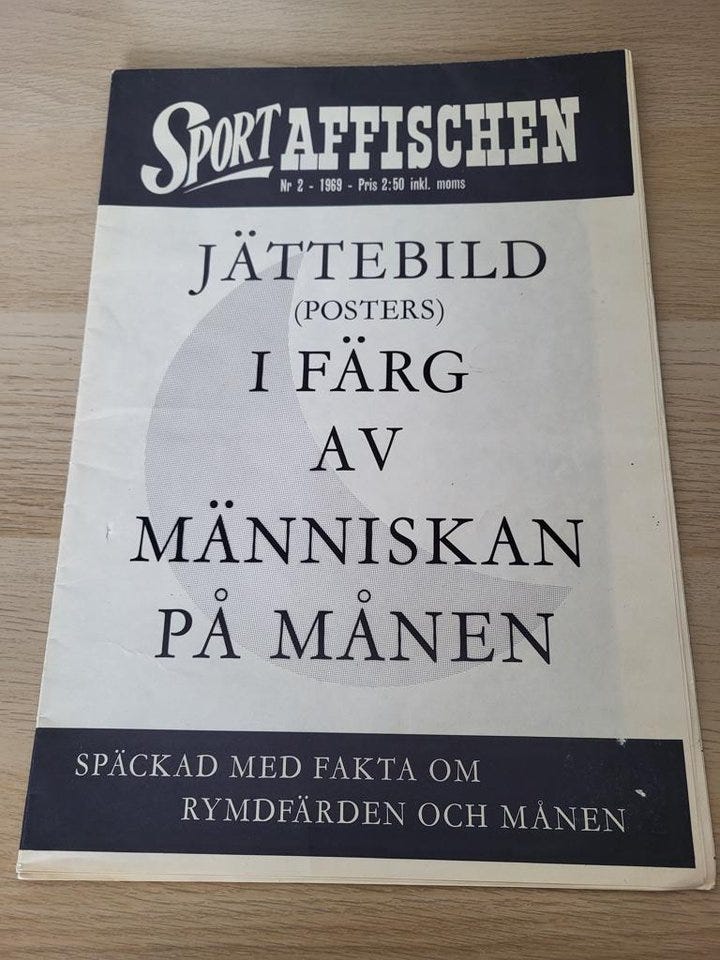 SPORT AFFISCHEN
Nr 2 - 1969 - Pris 2:50 inkl. moms
JÄTTEBILD
(POSTERS)
I FÄRG
AV
MÄNNISKAN
PÅ MÅNEN
SPÄCKAD MED FAKTA OM
RYMDFÄRDEN OCH MÅNEN